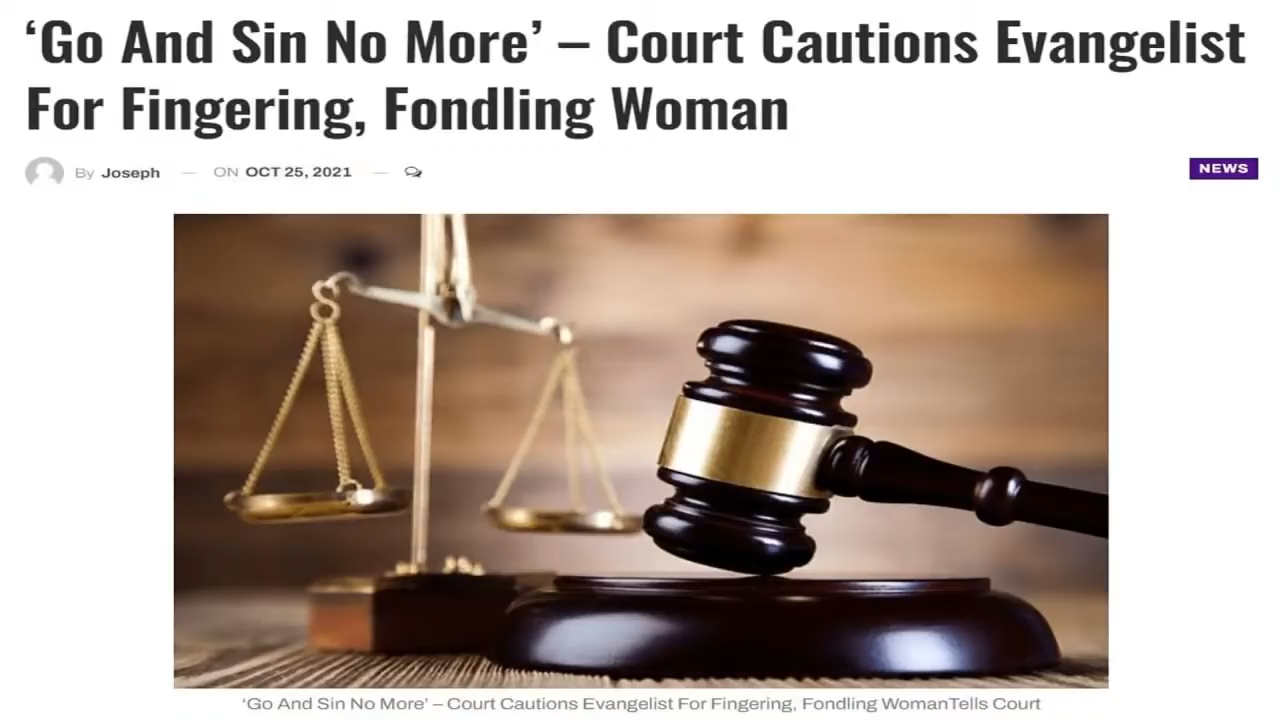 ‘Go And Sin No More’ – Court Cautions Evangelist
For Fingering, Fondling Woman
By Joseph — ON OCT 25, 2021 —
NEWS
‘Go And Sin No More’ – Court Cautions Evangelist For Fingering, Fondling WomanTells Court